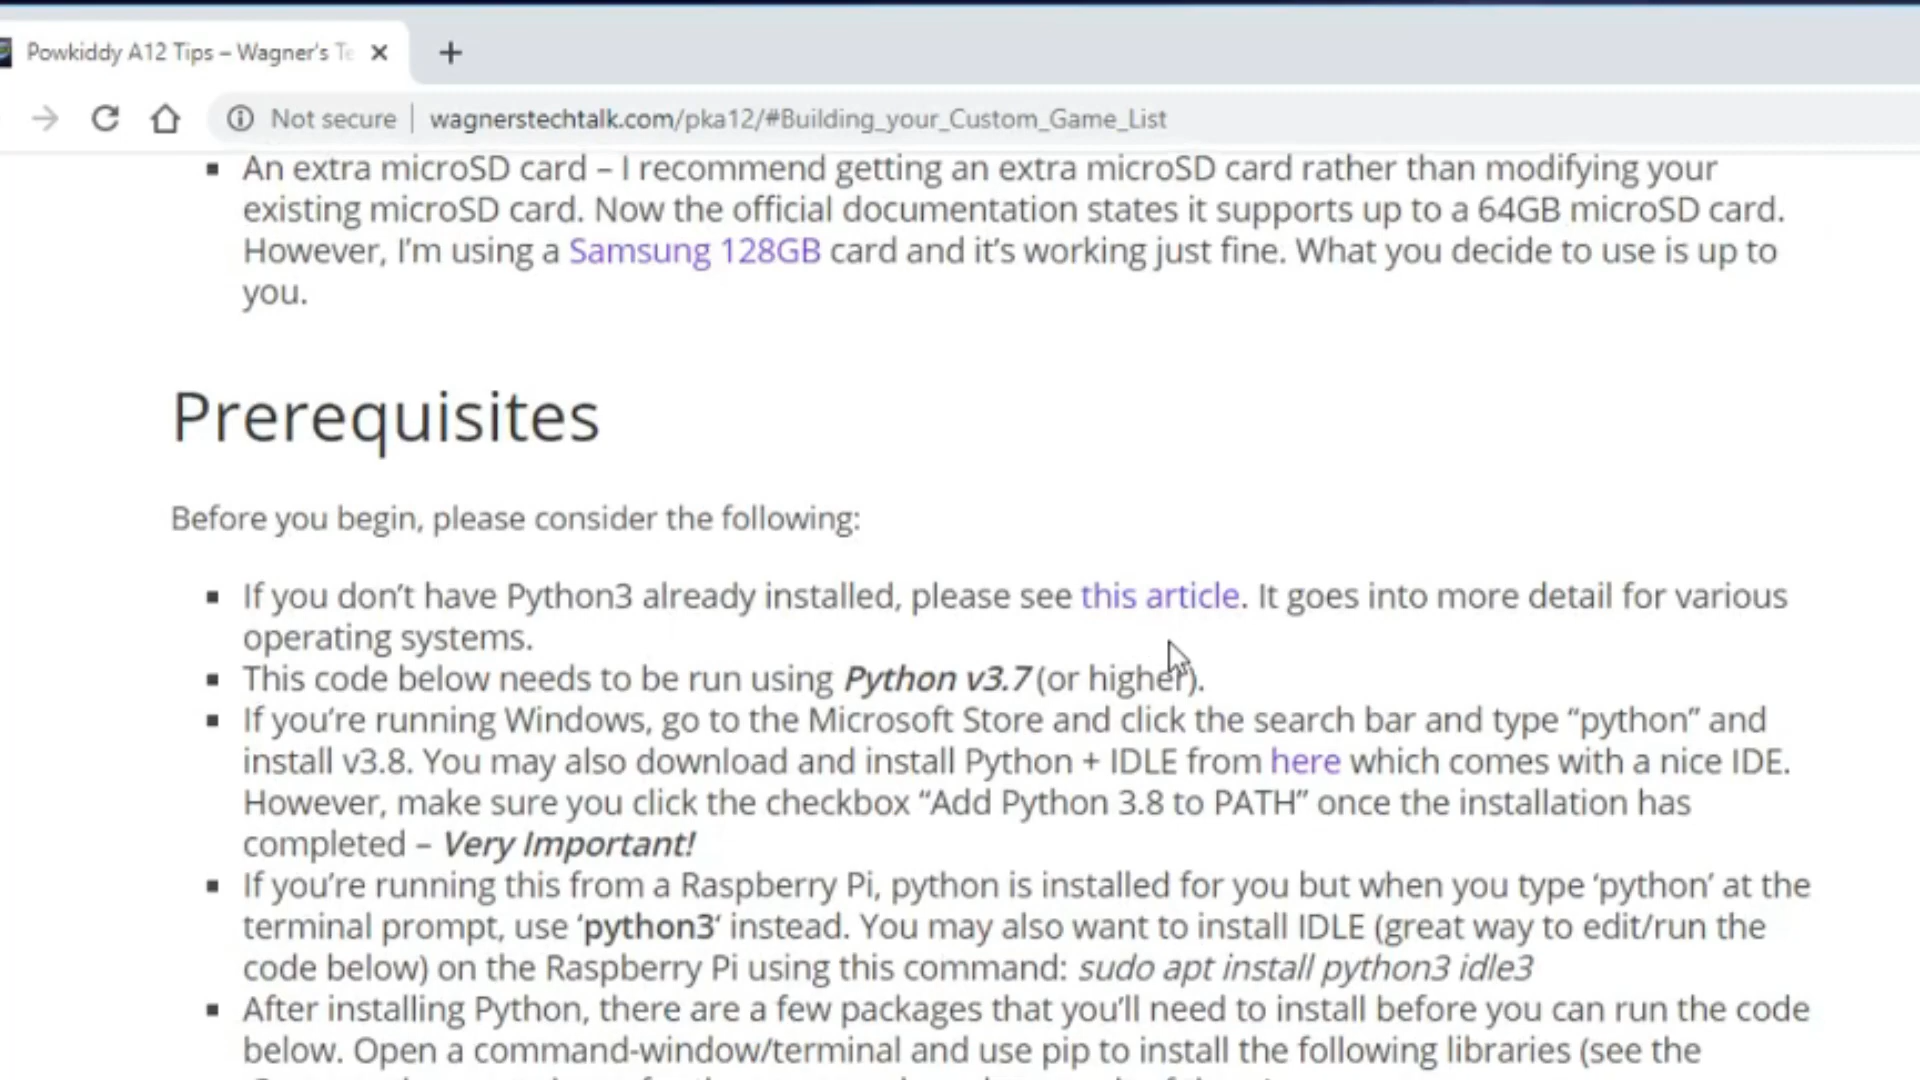 Powkiddy A12 Tips – Wagner's Te
Not secure
wagnerstechtalk.com/pka12/#Building_your_Custom_Game_List
▪ An extra microSD card – I recommend getting an extra microSD card rather than modifying your
existing microSD card. Now the official documentation states it supports up to a 64GB microSD card.
However, I’m using a Samsung 128GB card and it’s working just fine. What you decide to use is up to
you.
Prerequisites
Before you begin, please consider the following:
▪ If you don’t have Python3 already installed, please see this article. It goes into more detail for various
operating systems.
▪ This code below needs to be run using Python v3.7 (or higher).
▪ If you’re running Windows, go to the Microsoft Store and click the search bar and type “python” and
install v3.8. You may also download and install Python + IDLE from here which comes with a nice IDE.
However, make sure you click the checkbox “Add Python 3.8 to PATH” once the installation has
completed – Very Important!
▪ If you’re running this from a Raspberry Pi, python is installed for you but when you type ‘python’ at the
terminal prompt, use ‘python3‘ instead. You may also want to install IDLE (great way to edit/run the
code below) on the Raspberry Pi using this command: sudo apt install python3 idle3
▪ After installing Python, there are a few packages that you’ll need to install before you can run the code
below. Open a command-window/terminal and use pip to install the following libraries (see the